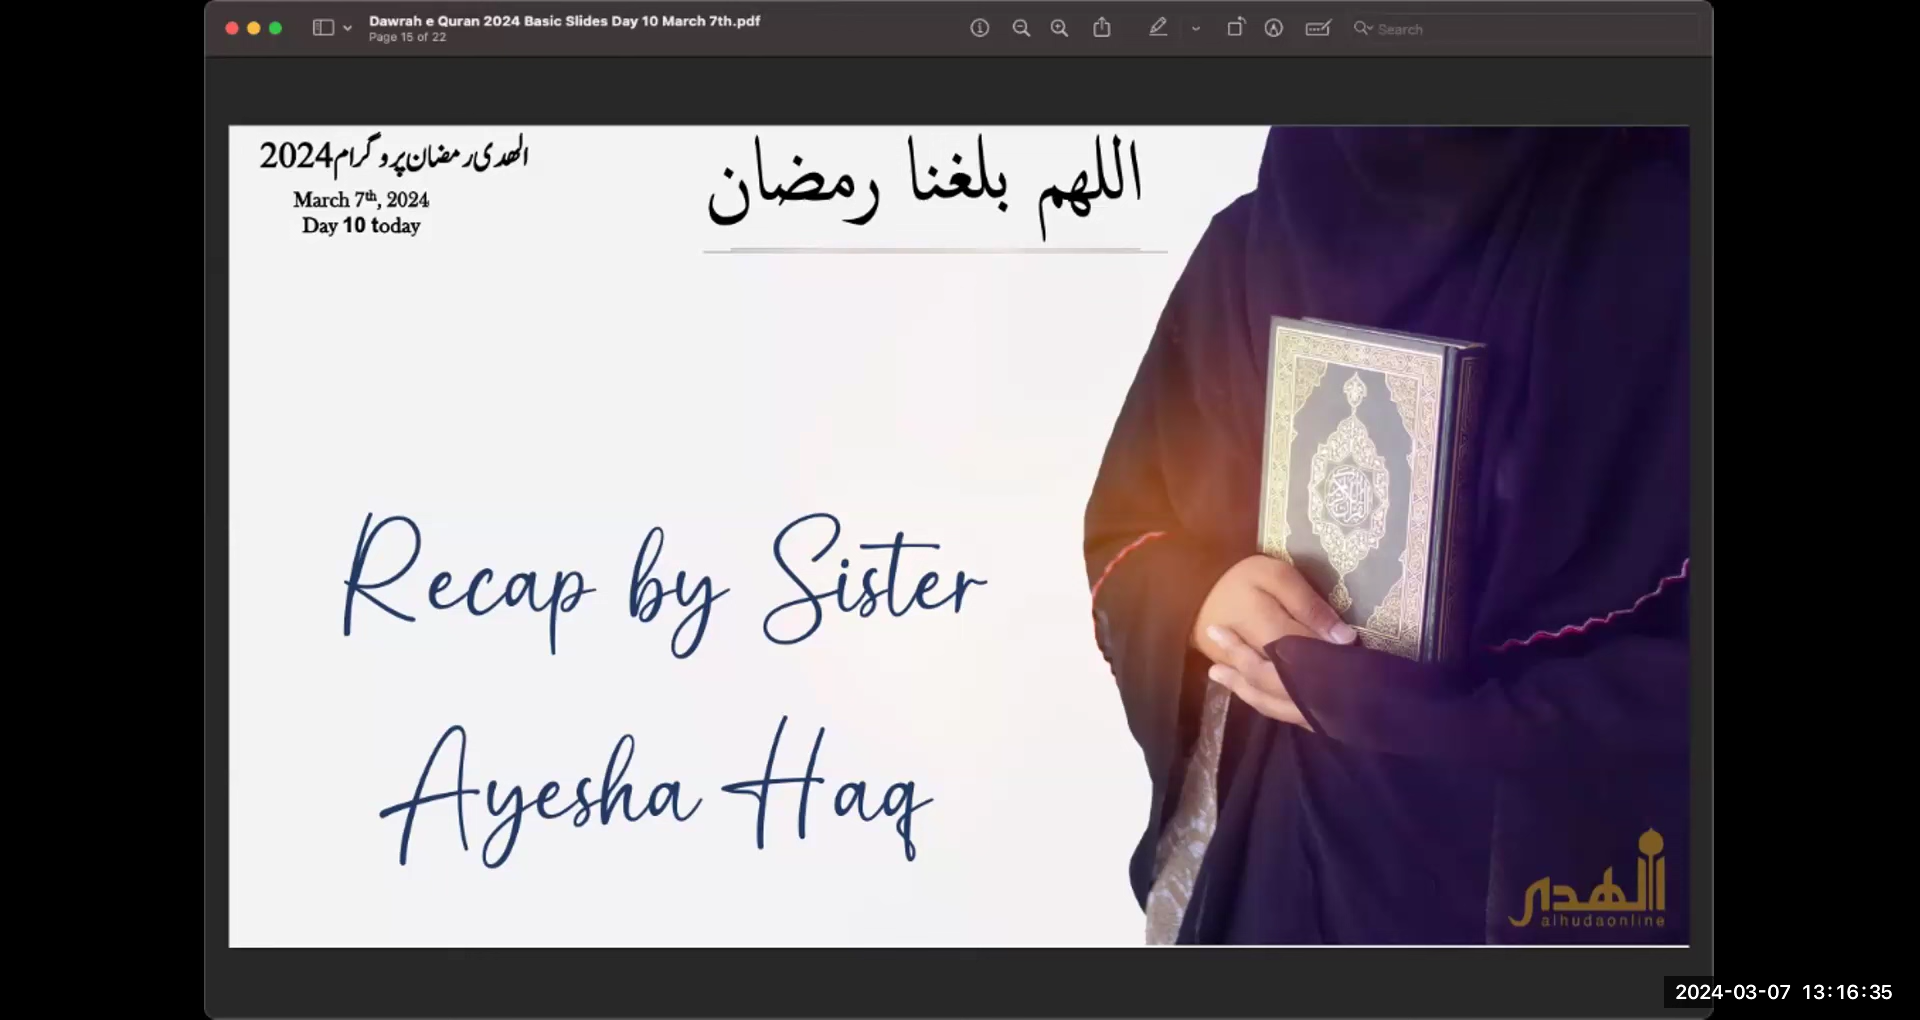 Dawrah e Quran 2024 Basic Slides Day 10 March 7th.pdf
Page 15 of 22
Search
الھدیٰ رمضان پروگرام 2024
March 7th, 2024
Day 10 today
اللهم بلغنا رمضان
Recap by Sister
Ayesha Haq
الهدى
alhudaonline
2024-03-07 13:16:35